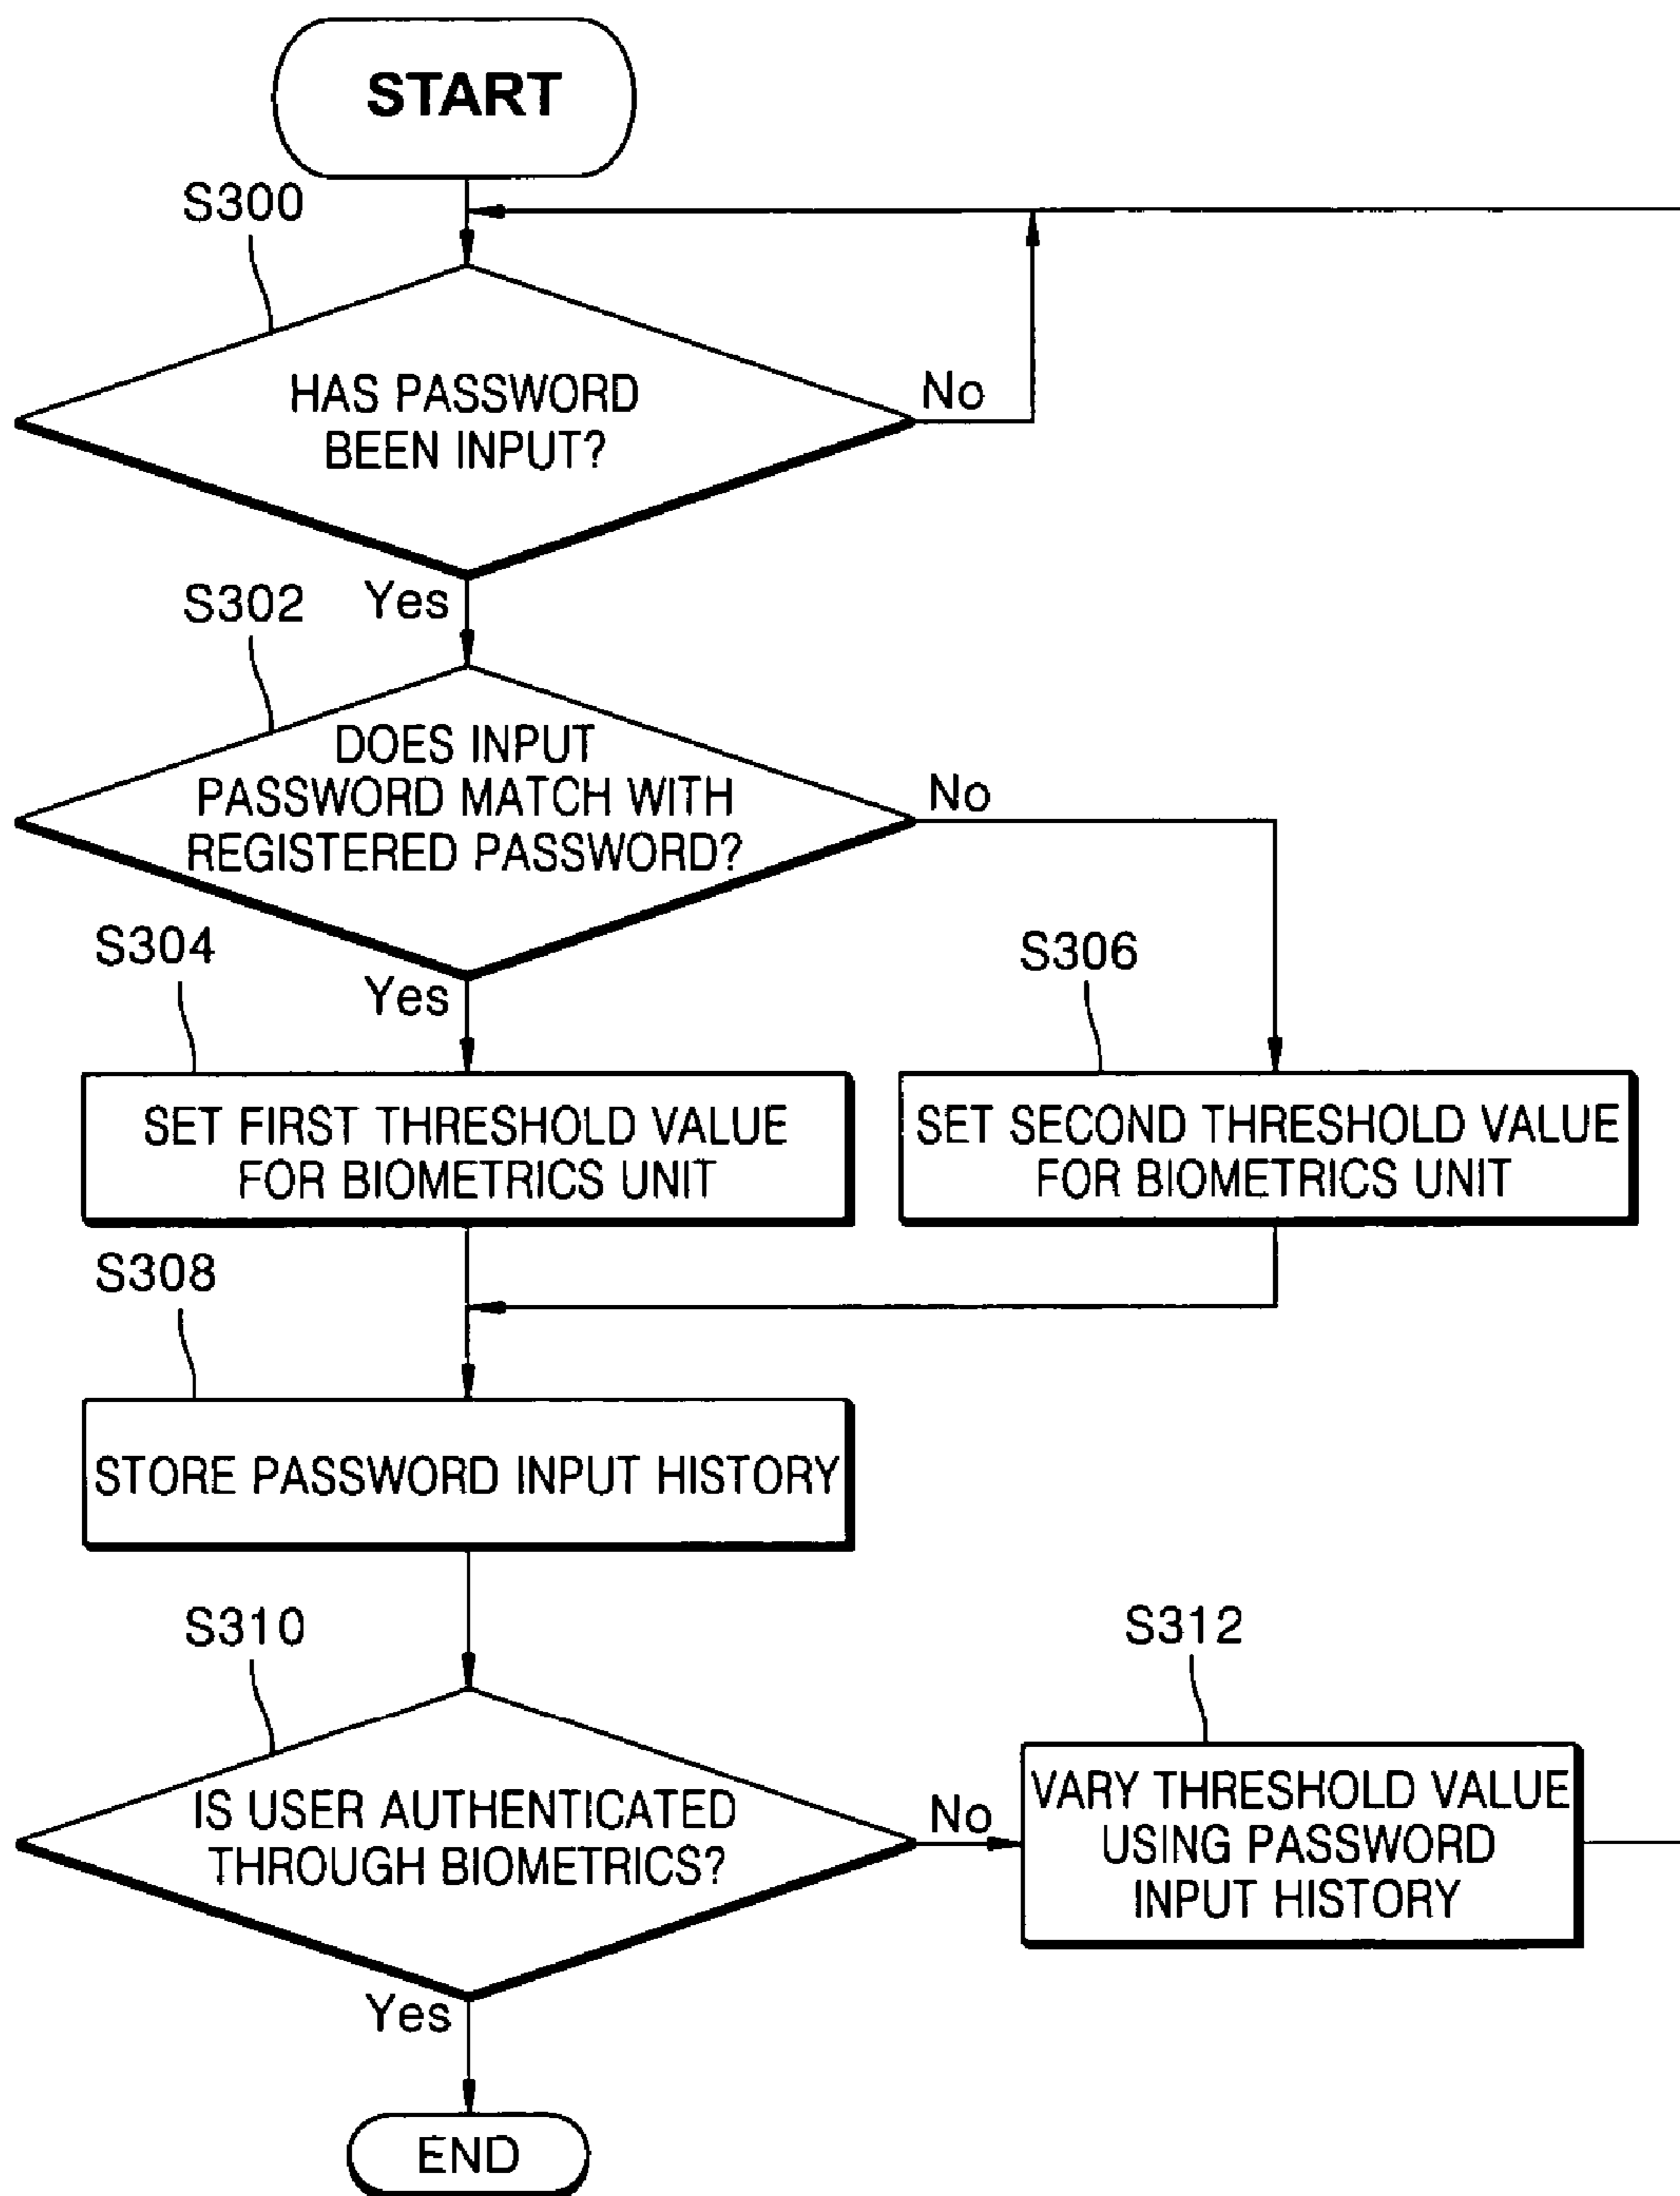 START
S300
HAS PASSWORD
BEEN INPUT?
No
Yes
S302
DOES INPUT
PASSWORD MATCH WITH
REGISTERED PASSWORD?
No
Yes
S304
S306
SET FIRST THRESHOLD VALUE
FOR BIOMETRICS UNIT
SET SECOND THRESHOLD VALUE
FOR BIOMETRICS UNIT
S308
STORE PASSWORD INPUT HISTORY
S310
S312
IS USER AUTHENTICATED
THROUGH BIOMETRICS?
No
VARY THRESHOLD VALUE
USING PASSWORD
INPUT HISTORY
Yes
END